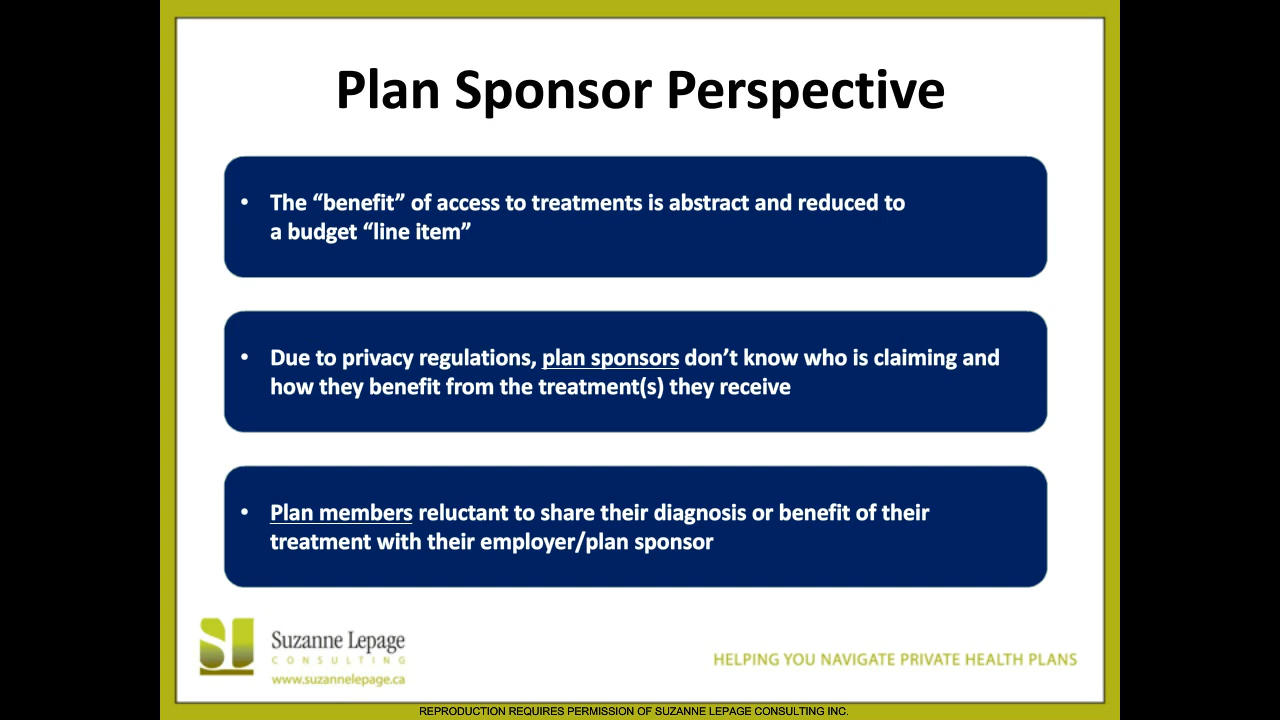 Plan Sponsor Perspective
• The “benefit” of access to treatments is abstract and reduced to
a budget “line item”
• Due to privacy regulations, plan sponsors don’t know who is claiming and
how they benefit from the treatment(s) they receive
• Plan members reluctant to share their diagnosis or benefit of their
treatment with their employer/plan sponsor
SL
Suzanne Lepage
CONSULTING
www.suzannelepage.ca
HELPING YOU NAVIGATE PRIVATE HEALTH PLANS
REPRODUCTION REQUIRES PERMISSION OF SUZANNE LEPAGE CONSULTING INC.